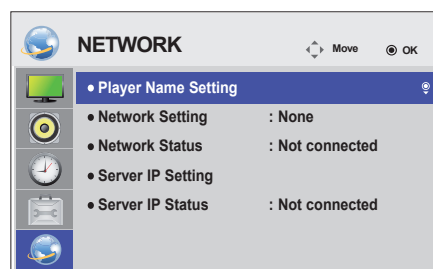 NETWORK Move OK
● Player Name Setting
● Network Setting : None
● Network Status : Not connected
● Server IP Setting
● Server IP Status : Not connected